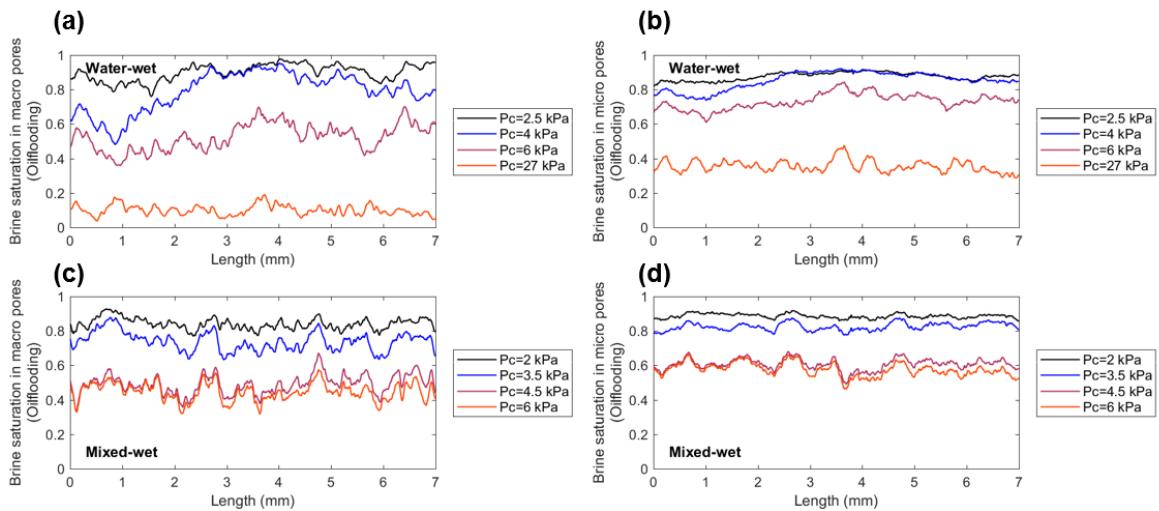 (a)
Brine saturation in macro pores
(Oilflooding)
1
0.8
0.6
0.4
0.2
0
Water-wet
0 1 2 3 4 5 6 7
Length (mm)
Pc=2.5 kPa
Pc=4 kPa
Pc=6 kPa
Pc=27 kPa
(b)
Brine saturation in micro pores
(Oilflooding)
1
0.8
0.6
0.4
0.2
0
Water-wet
0 1 2 3 4 5 6 7
Length (mm)
Pc=2.5 kPa
Pc=4 kPa
Pc=6 kPa
Pc=27 kPa
(c)
Brine saturation in macro pores
(Oilflooding)
1
0.8
0.6
0.4
0.2
0
Mixed-wet
0 1 2 3 4 5 6 7
Length (mm)
Pc=2 kPa
Pc=3.5 kPa
Pc=4.5 kPa
Pc=6 kPa
(d)
Brine saturation in micro pores
(Oilflooding)
1
0.8
0.6
0.4
0.2
0
Mixed-wet
0 1 2 3 4 5 6 7
Length (mm)
Pc=2 kPa
Pc=3.5 kPa
Pc=4.5 kPa
Pc=6 kPa